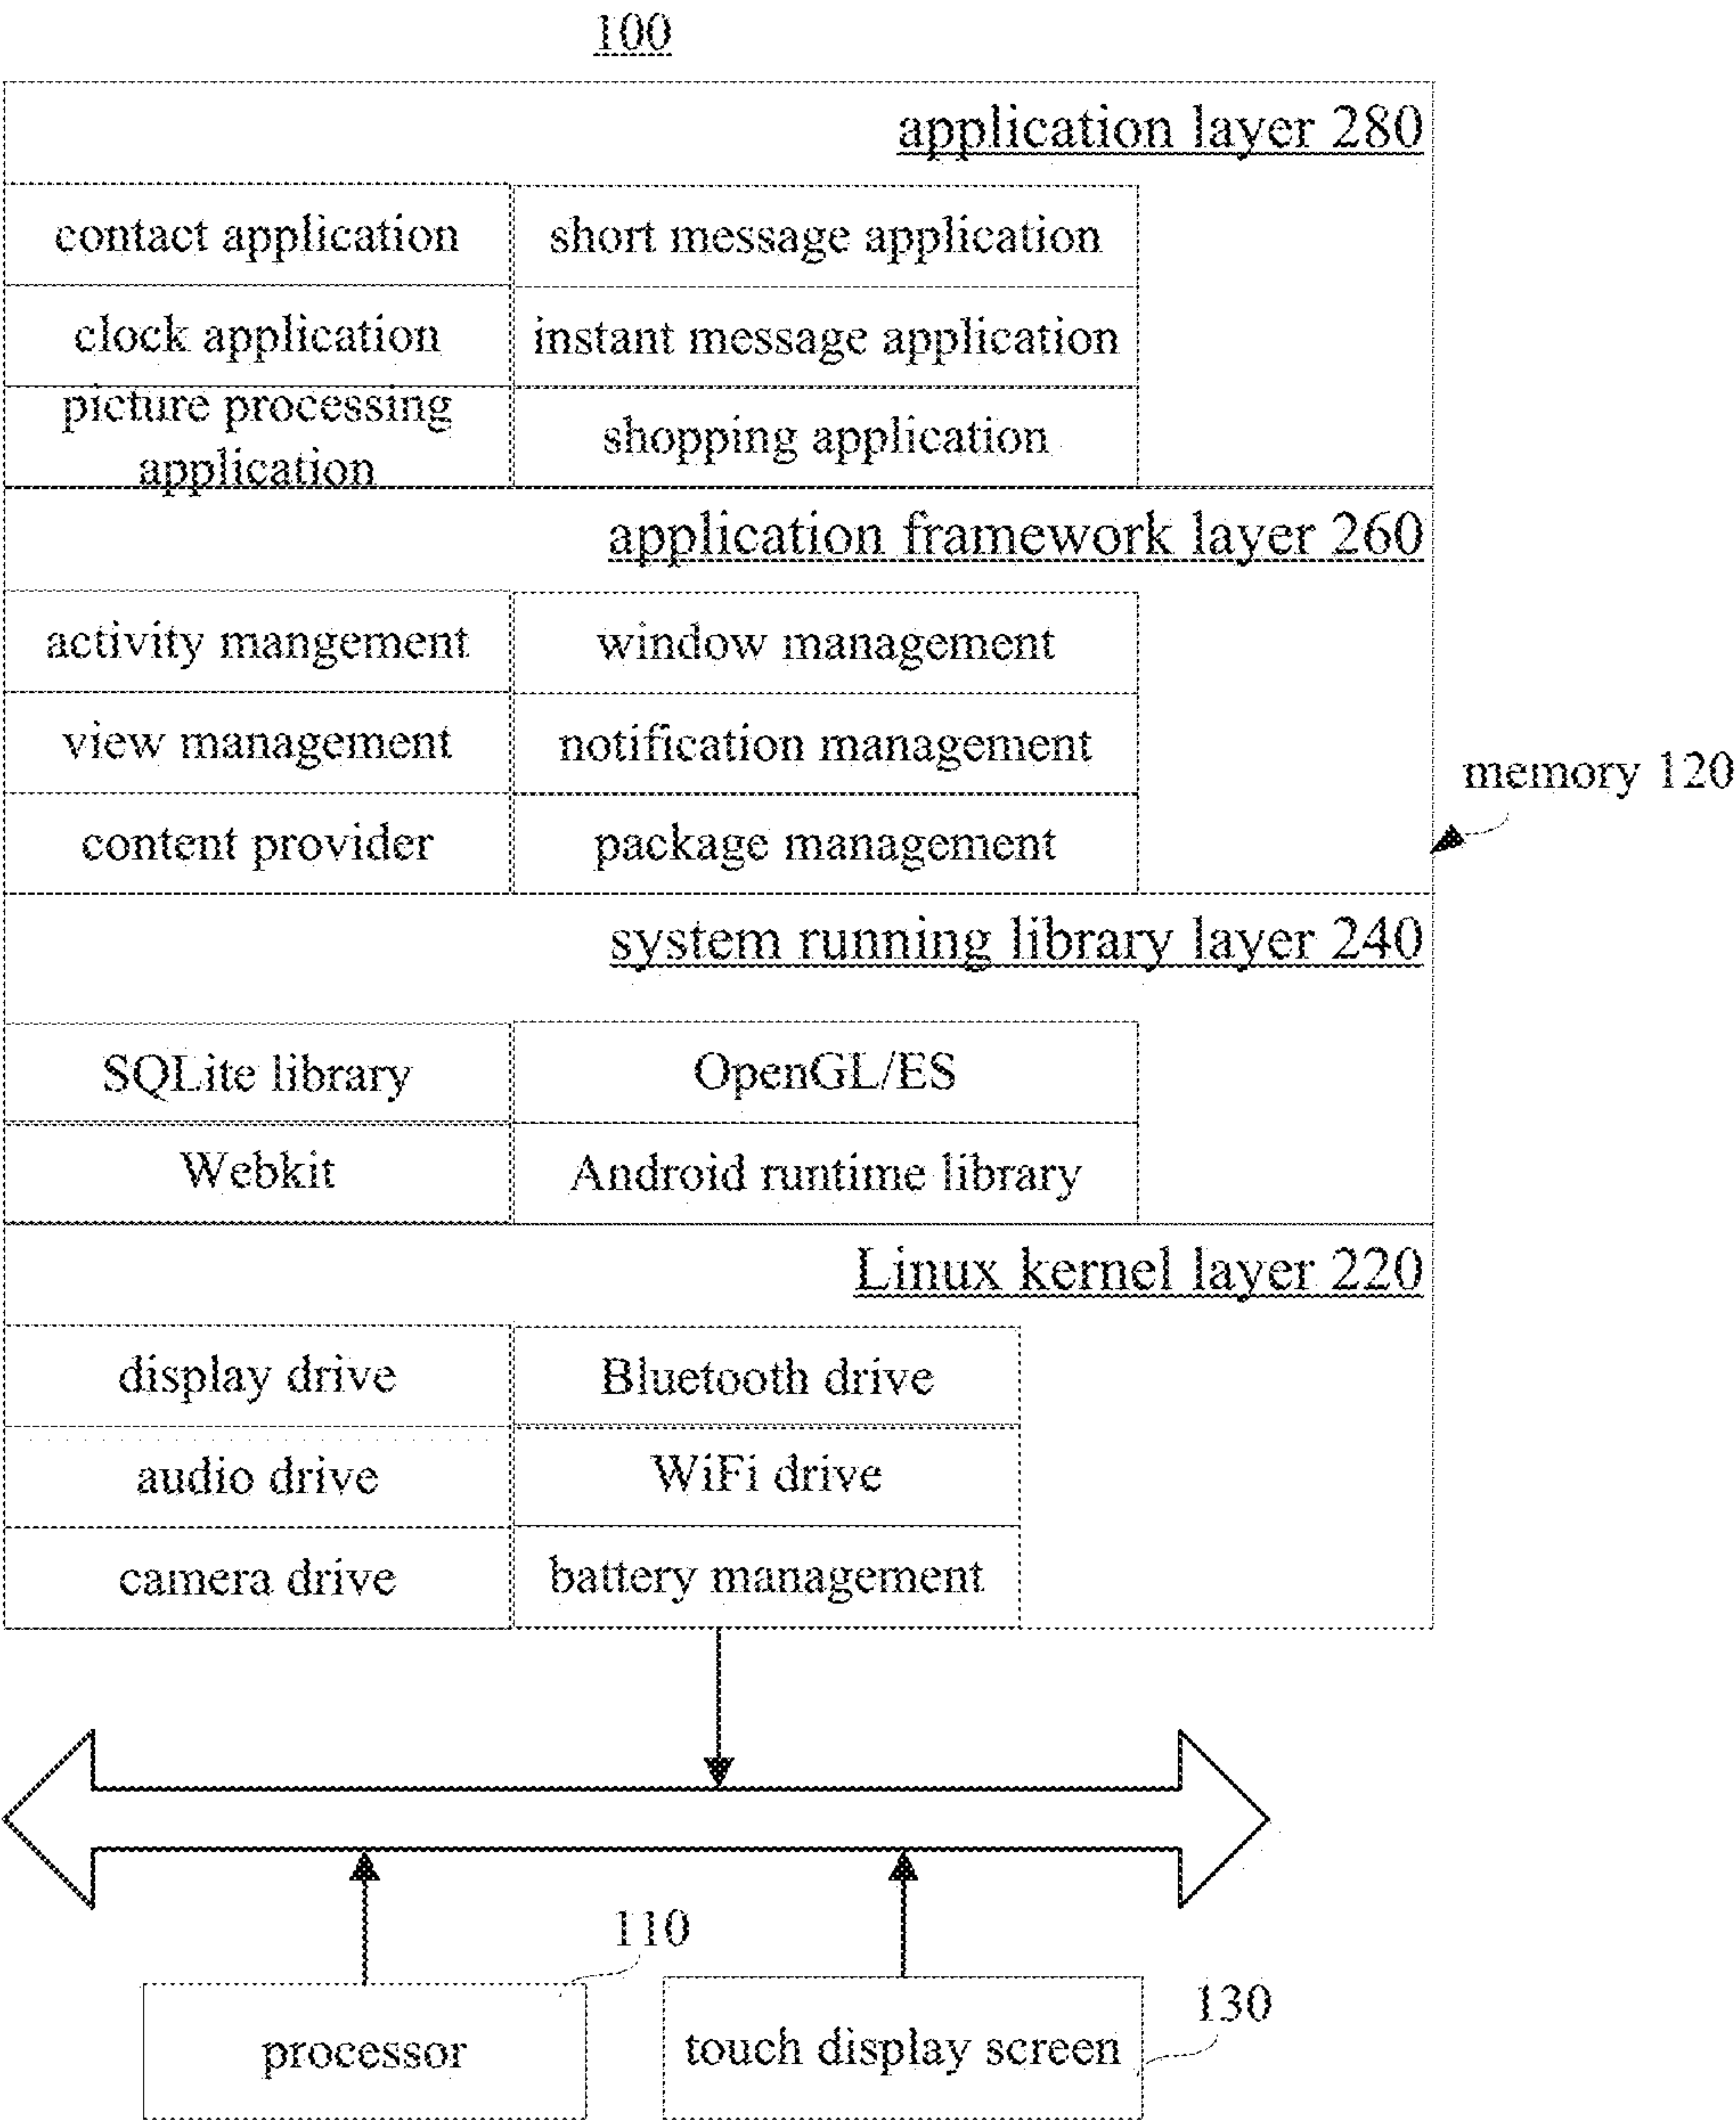 100
application layer 280
contact application
short message application
clock application
instant message application
picture processing
application
shopping application
application framework layer 260
activity mangement
window management
view management
notification management
content provider
package management
memory 120
system running library layer 240
SQLite library
OpenGL/ES
Webkit
Android runtime library
Linux kernel layer 220
display drive
Bluetooth drive
audio drive
WiFi drive
camera drive
battery management
110
130
processor
touch display screen